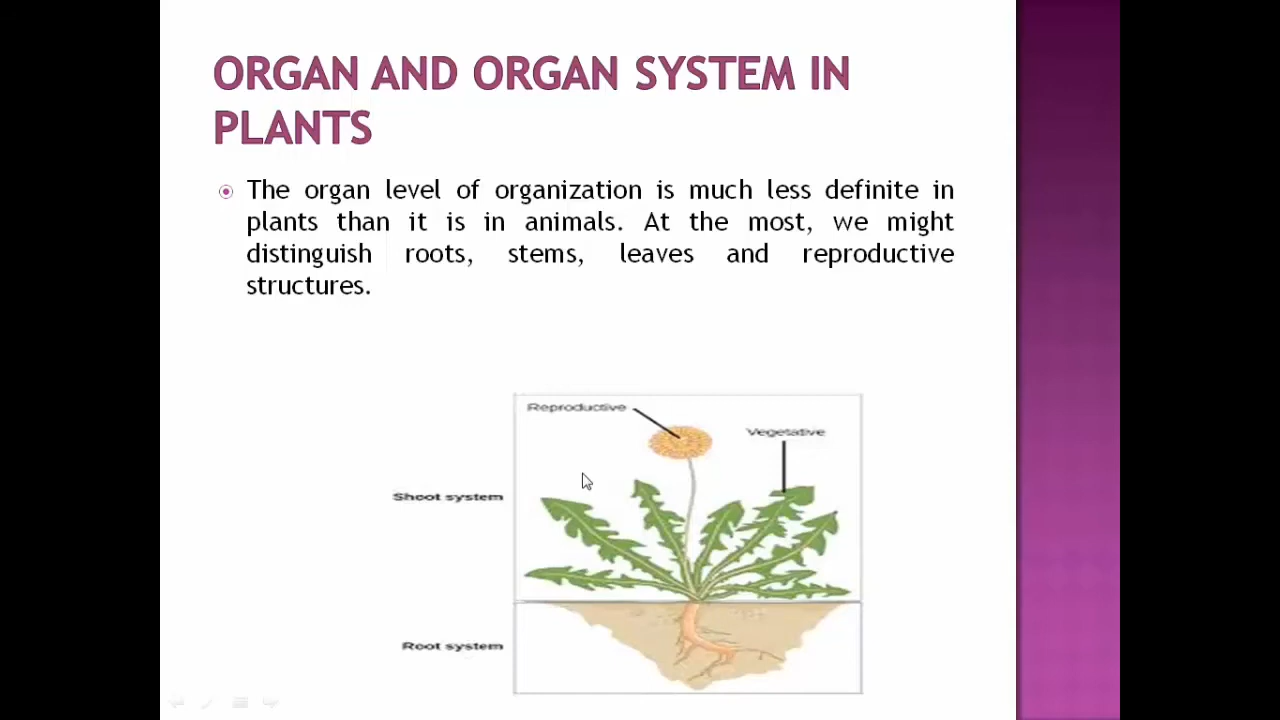 ORGAN AND ORGAN SYSTEM IN
PLANTS
The organ level of organization is much less definite in
plants than it is in animals. At the most, we might
distinguish roots, stems, leaves and reproductive
structures.
Reproductive
Vegetative
Shoot system
Root system